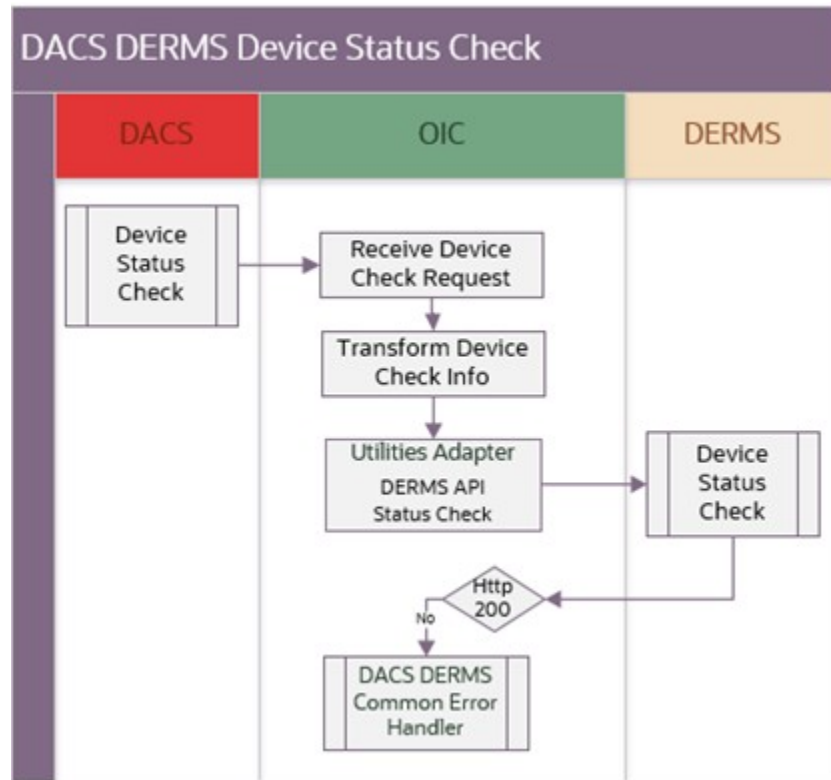 DACS DERMS Device Status Check
DACS
OIC
DERMS
Device
Status
Check
Receive Device
Check Request
Transform Device
Check Info
Utilities Adapter
DERMS API
Status Check
Device
Status
Check
Http
200
No
DACS DERMS
Common Error
Handler